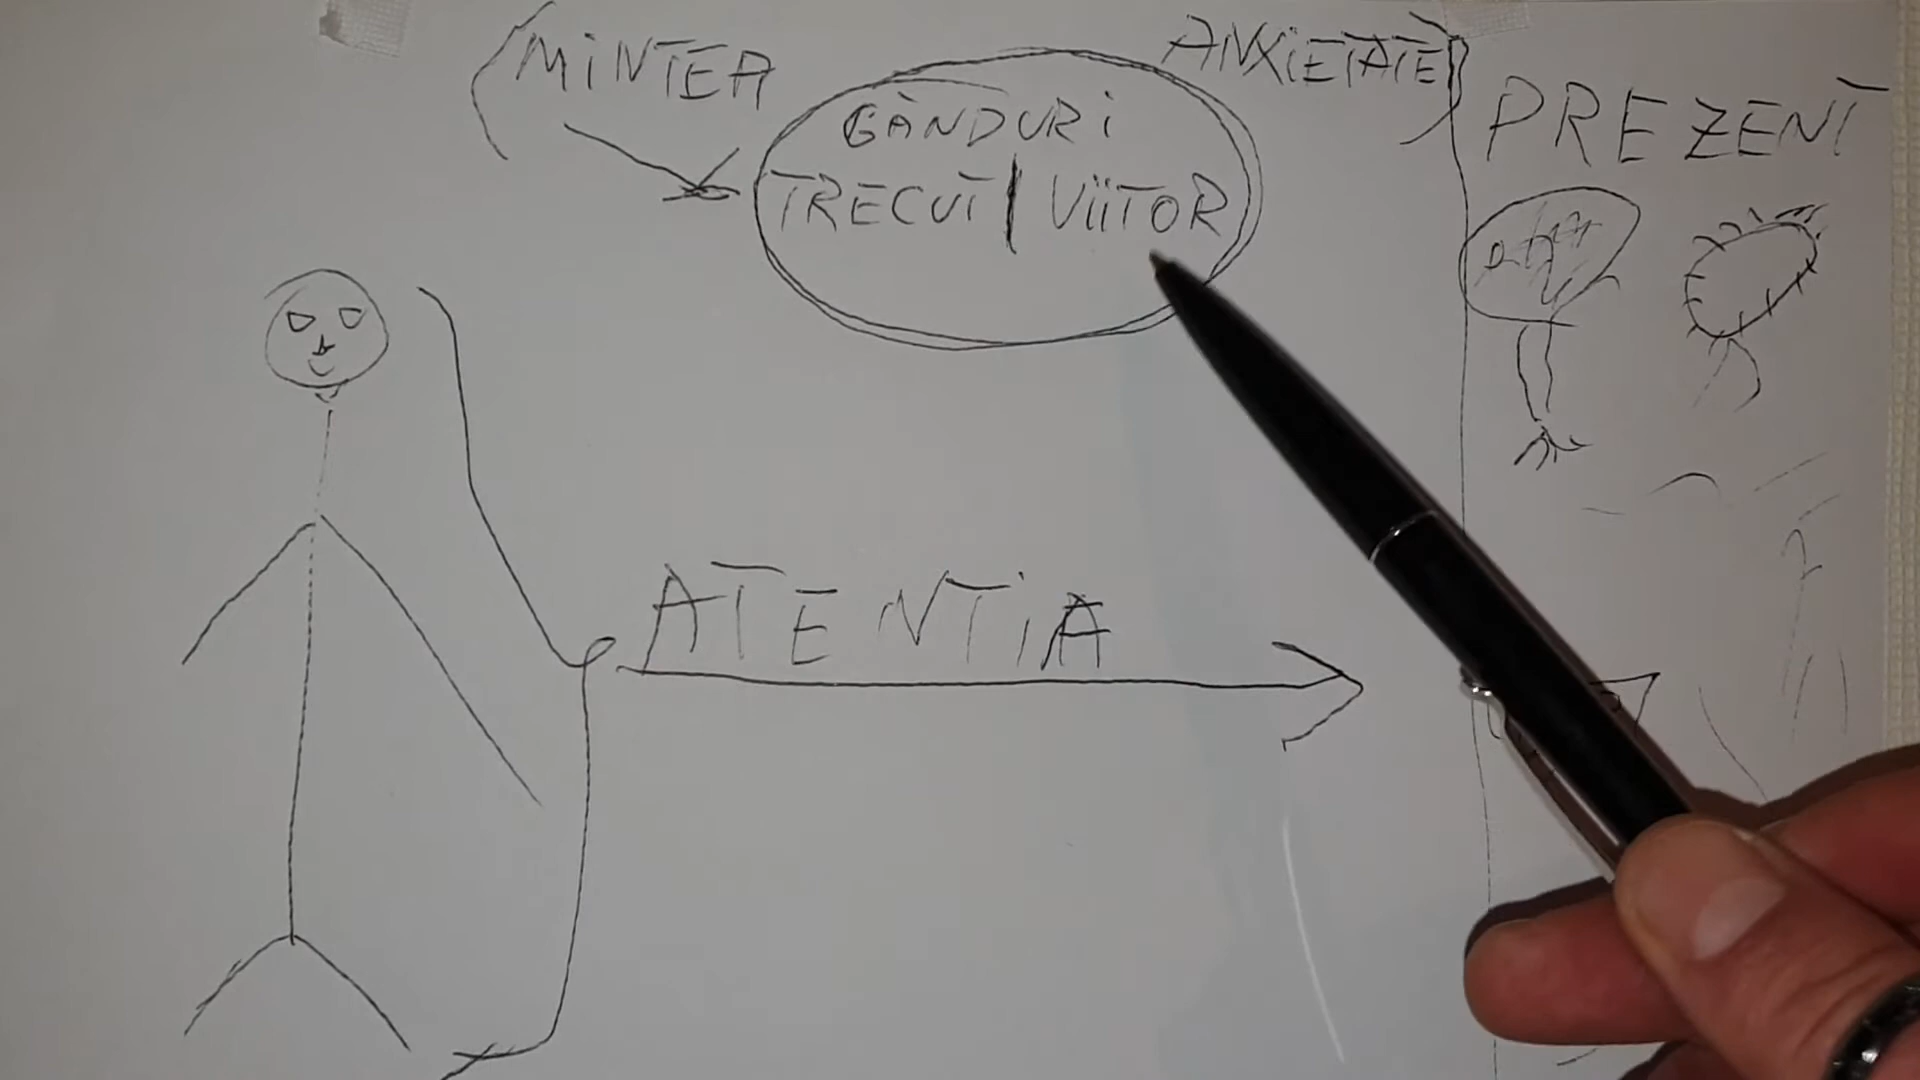 MINTEA
ANXIETATE
PREZENT
GÂNDURI
TRECUT | VIITOR
ATENTIA